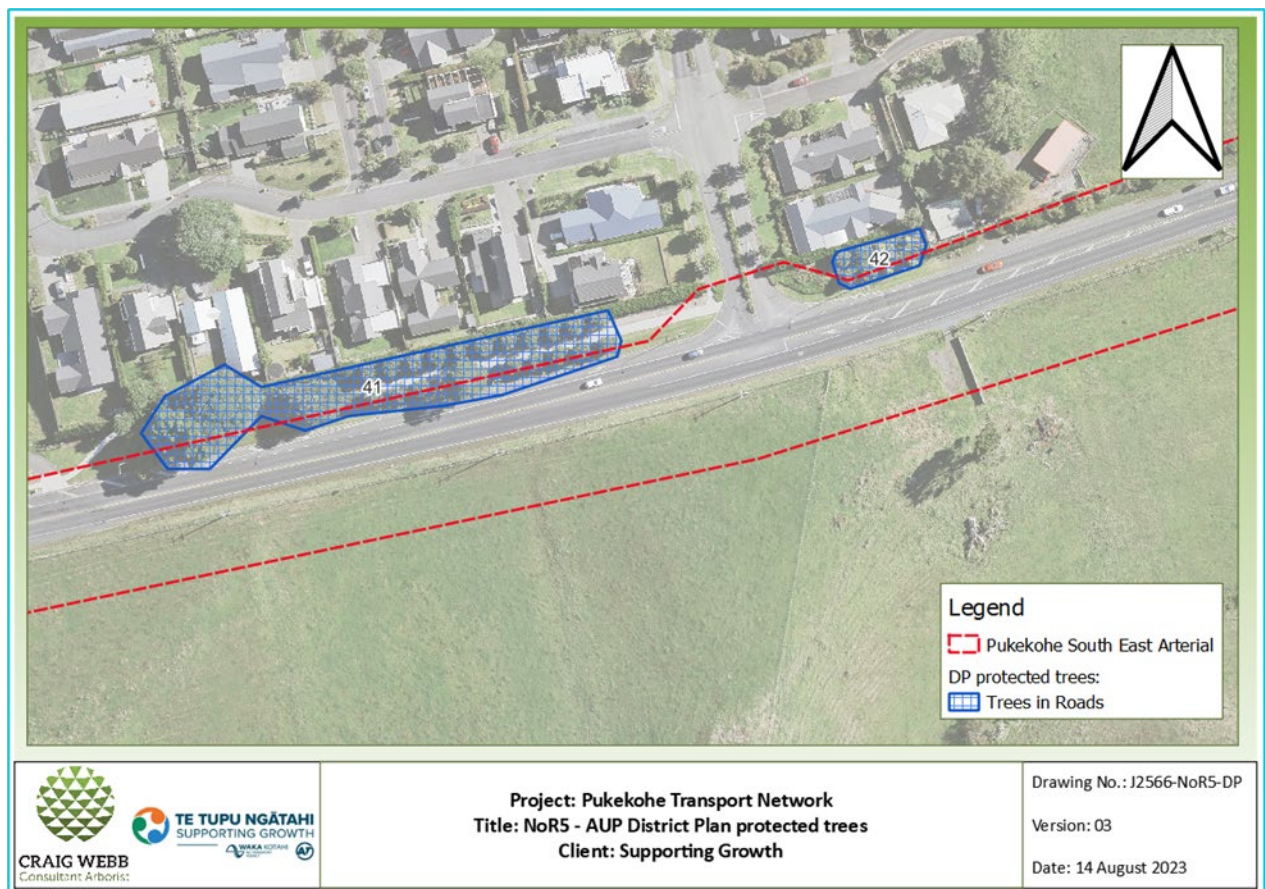 42
41
Legend
Pukekohe South East Arterial
DP protected trees:
Trees in Roads
CRAIG WEBB
Consultant Arborist
TE TUPU NGĀTAHI
SUPPORTING GROWTH
WAKA KOTAHI
AT
Project: Pukekohe Transport Network
Title: NoR5 - AUP District Plan protected trees
Client: Supporting Growth
Drawing No.: J2566-NoR5-DP
Version: 03
Date: 14 August 2023